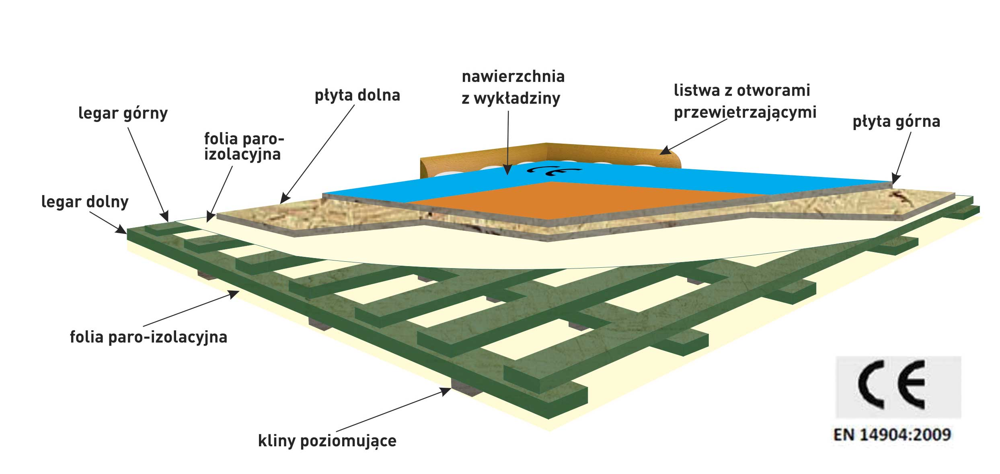 nawierzchnia
z wykładziny
listwa z otworami
przewietrzającymi
płyta dolna
płyta górna
legar górny
folia paro-
izolacyjna
legar dolny
CE
folia paro-izolacyjna
kliny poziomujące
CE
EN 14904:2009